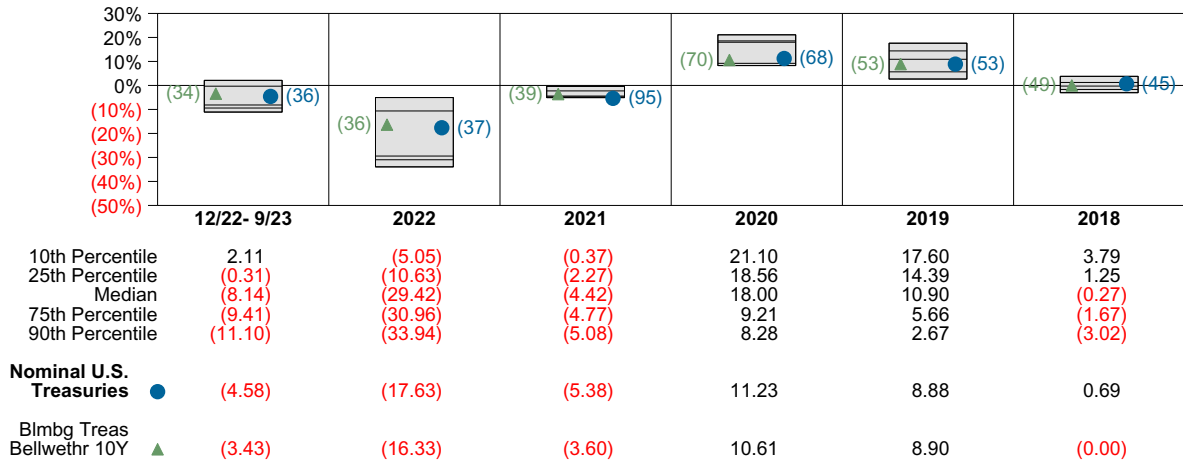 30%
20%
10%
0%
(10%)
(20%)
(30%)
(40%)
(50%)
(34) (36) (36) (37) (39) (95) (70) (68) (53) (53) (49) (45)
12/22- 9/23 2022 2021 2020 2019 2018
10th Percentile 2.11 (5.05) (0.37) 21.10 17.60 3.79
25th Percentile (0.31) (10.63) (2.27) 18.56 14.39 1.25
Median (8.14) (29.42) (4.42) 18.00 10.90 (0.27)
75th Percentile (9.41) (30.96) (4.77) 9.21 5.66 (1.67)
90th Percentile (11.10) (33.94) (5.08) 8.28 2.67 (3.02)
Nominal U.S.
Treasuries (4.58) (17.63) (5.38) 11.23 8.88 0.69
Blmbg Treas
Bellwethr 10Y (3.43) (16.33) (3.60) 10.61 8.90 (0.00)